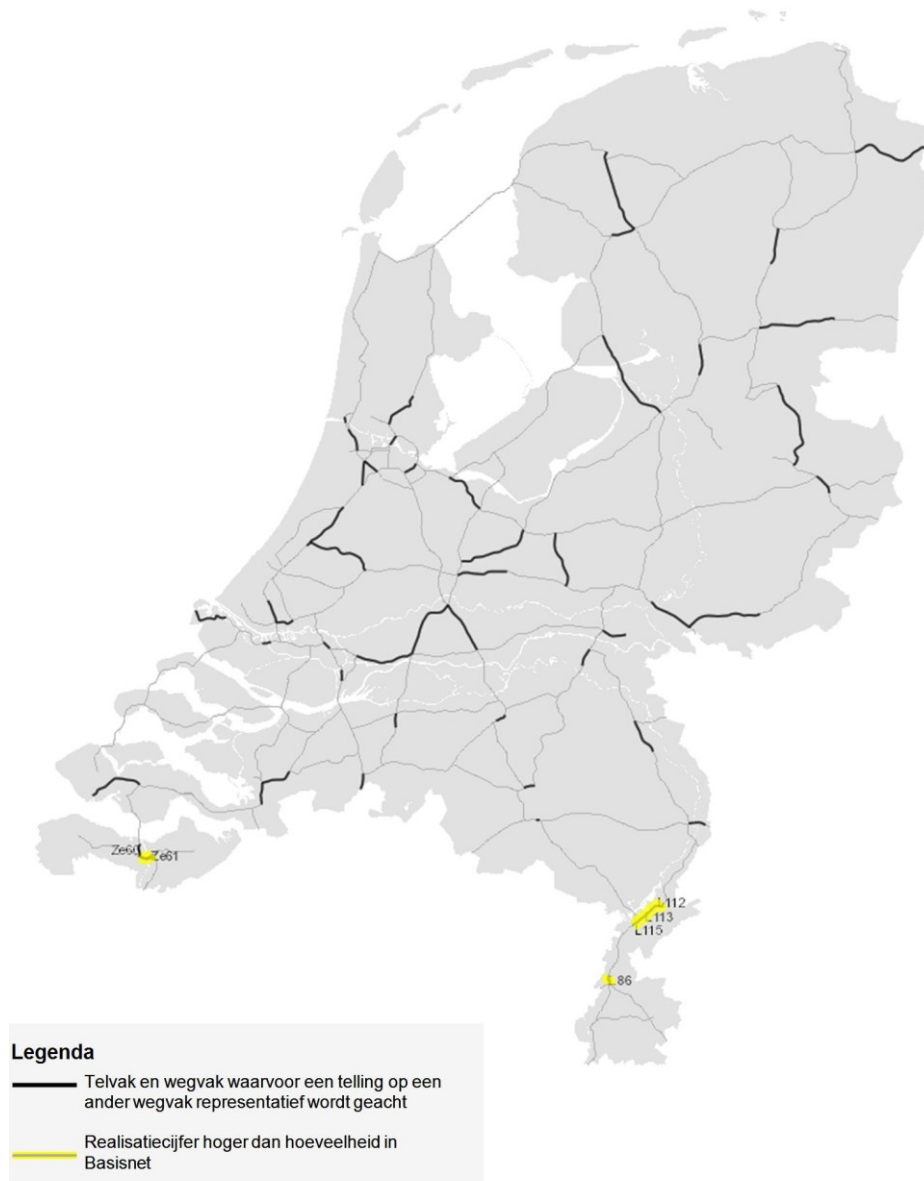 Ze60
Ze61
L112
L113
L115
86
Legenda
Telvak en wegvak waarvoor een telling op een
ander wegvak representatief wordt geacht
Realisatiecijfer hoger dan hoeveelheid in
Basisnet